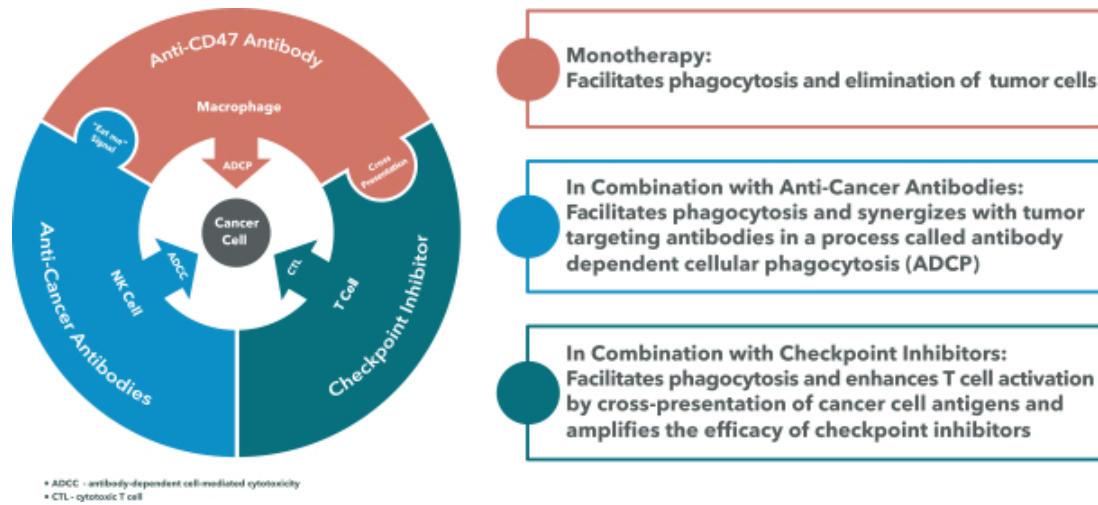 Anti-CD47 Antibody
Macrophage
"Eat me"
Signal
ADCP
Cross
Presentation
Cancer
Cell
ADCC
CTL
NK Cell
T Cell
Anti-Cancer Antibodies
Checkpoint Inhibitor
• ADCC - antibody-dependent cell-mediated cytotoxicity
• CTL - cytotoxic T cell
Monotherapy:
Facilitates phagocytosis and elimination of tumor cells
In Combination with Anti-Cancer Antibodies:
Facilitates phagocytosis and synergizes with tumor
targeting antibodies in a process called antibody
dependent cellular phagocytosis (ADCP)
In Combination with Checkpoint Inhibitors:
Facilitates phagocytosis and enhances T cell activation
by cross-presentation of cancer cell antigens and
amplifies the efficacy of checkpoint inhibitors